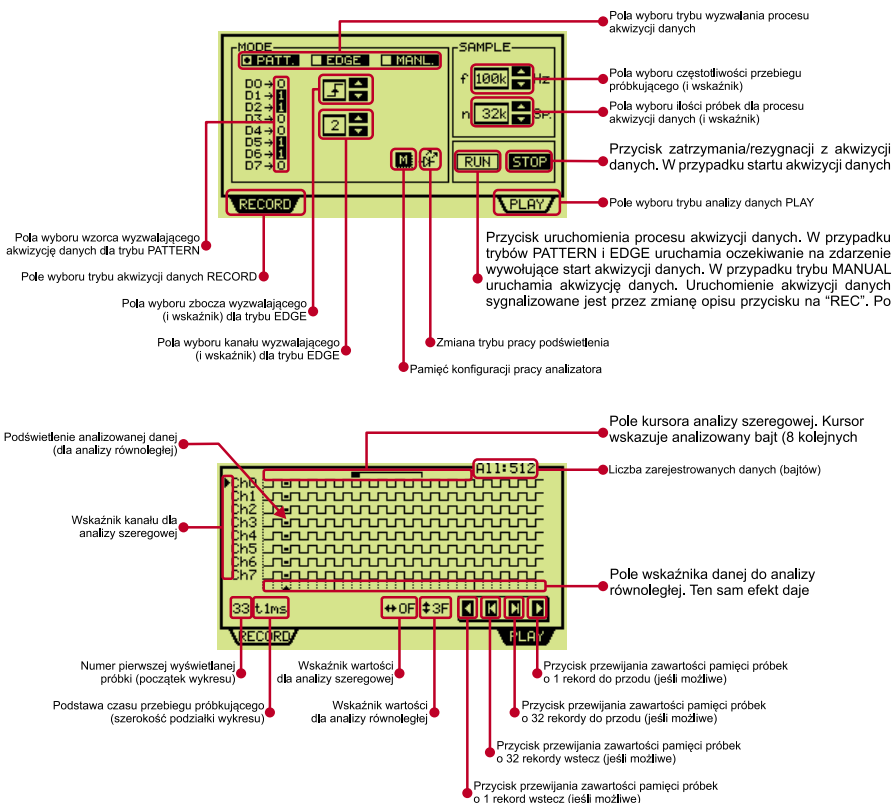 Pola wyboru trybu wyzwalania procesu
akwizycji danych
MODE
PATT.
EDGE
MANL.
SAMPLE
D0→0
D1→1
D2→1
D3→0
D4→0
D5→1
D6→1
D7→0
2
f 100k Hz
n 32k SP.
M
RUN
STOP
RECORD
PLAY
Pola wyboru częstotliwości przebiegu
próbkującego (i wskaźnik)
Pola wyboru ilości próbek dla procesu
akwizycji danych (i wskaźnik)
Przycisk zatrzymania/rezygnacji z akwizycji
danych. W przypadku startu akwizycji danych
Pole wyboru trybu analizy danych PLAY
Przycisk uruchomienia procesu akwizycji danych. W przypadku
trybów PATTERN i EDGE uruchamia oczekiwanie na zdarzenie
wywołujące start akwizycji danych. W przypadku trybu MANUAL
uruchamia akwizycję danych. Uruchomienie akwizycji danych
sygnalizowane jest przez zmianę opisu przycisku na "REC". Po
Pola wyboru wzorca wyzwalającego
akwizycję danych dla trybu PATTERN
Pole wyboru trybu akwizycji danych RECORD
Pola wyboru zbocza wyzwalającego
(i wskaźnik) dla trybu EDGE
Pola wyboru kanału wyzwalającego
(i wskaźnik) dla trybu EDGE
Zmiana trybu pracy podświetlenia
Pamięć konfiguracji pracy analizatora
Pole kursora analizy szeregowej. Kursor
wskazuje analizowany bajt (8 kolejnych
Podświetlenie analizowanej danej
(dla analizy równoległej)
All:512
Liczba zarejestrowanych danych (bajtów)
Ch0
Ch1
Ch2
Ch3
Ch4
Ch5
Ch6
Ch7
Wskaźnik kanału dla
analizy szeregowej
Pole wskaźnika danej do analizy
równoległej. Ten sam efekt daje
33 t.1ms ↔0F ↕3F
RECORD
PLAY
Numer pierwszej wyświetlanej
próbki (początek wykresu)
Wskaźnik wartości
dla analizy szeregowej
Przycisk przewijania zawartości pamięci próbek
o 1 rekord do przodu (jeśli możliwe)
Podstawa czasu przebiegu próbkującego
(szerokość podziałki wykresu)
Wskaźnik wartości
dla analizy równoległej
Przycisk przewijania zawartości pamięci próbek
o 32 rekordy do przodu (jeśli możliwe)
Przycisk przewijania zawartości pamięci próbek
o 32 rekordy wstecz (jeśli możliwe)
Przycisk przewijania zawartości pamięci próbek
o 1 rekord wstecz (jeśli możliwe)